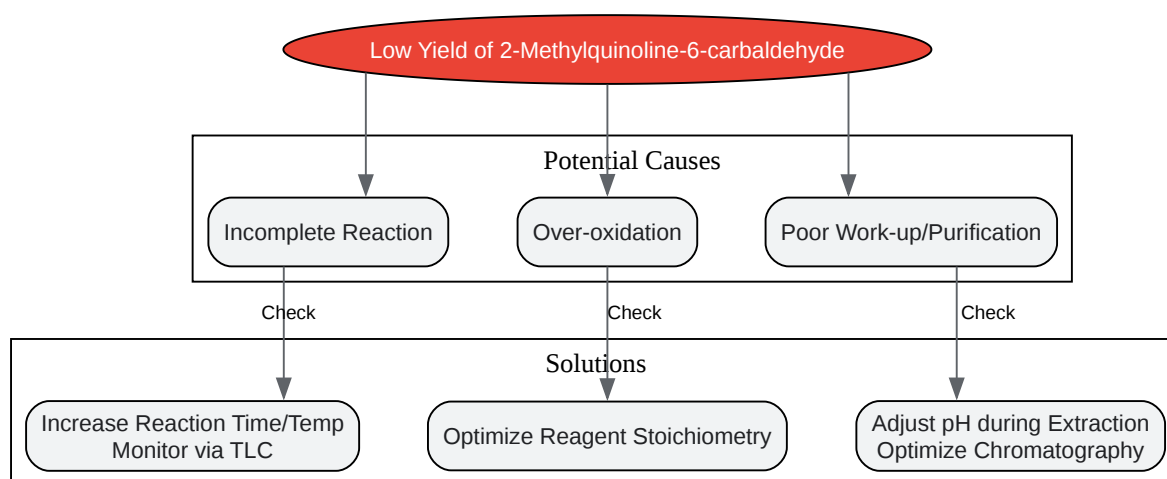 Low Yield of 2-Methylquinoline-6-carbaldehyde
Potential Causes
Incomplete Reaction
Over-oxidation
Poor Work-up/Purification
Check
Check
Check
Solutions
Increase Reaction Time/Temp
Monitor via TLC
Optimize Reagent Stoichiometry
Adjust pH during Extraction
Optimize Chromatography